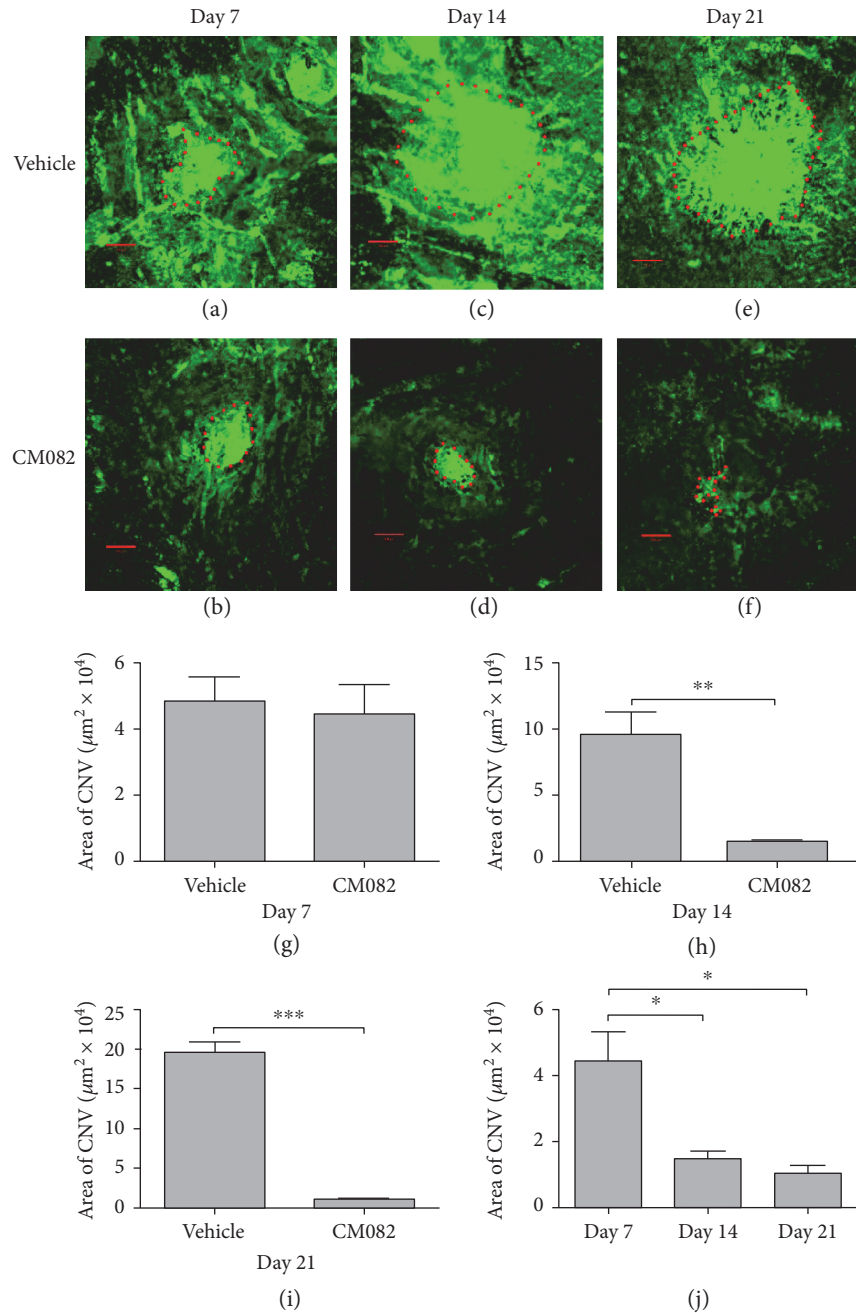 Day 7
Day 14
Day 21
Vehicle
(a)
(c)
(e)
CM082
(b)
(d)
(f)
Area of CNV (μm² × 10⁴)
6
4
2
0
Vehicle
CM082
Day 7
(g)
Area of CNV (μm² × 10⁴)
15
10
5
0
**
Vehicle
CM082
Day 14
(h)
Area of CNV (μm² × 10⁴)
25
20
15
10
5
0
***
Vehicle
CM082
Day 21
(i)
Area of CNV (μm² × 10⁴)
6
4
2
0
*
*
Day 7
Day 14
Day 21
(j)